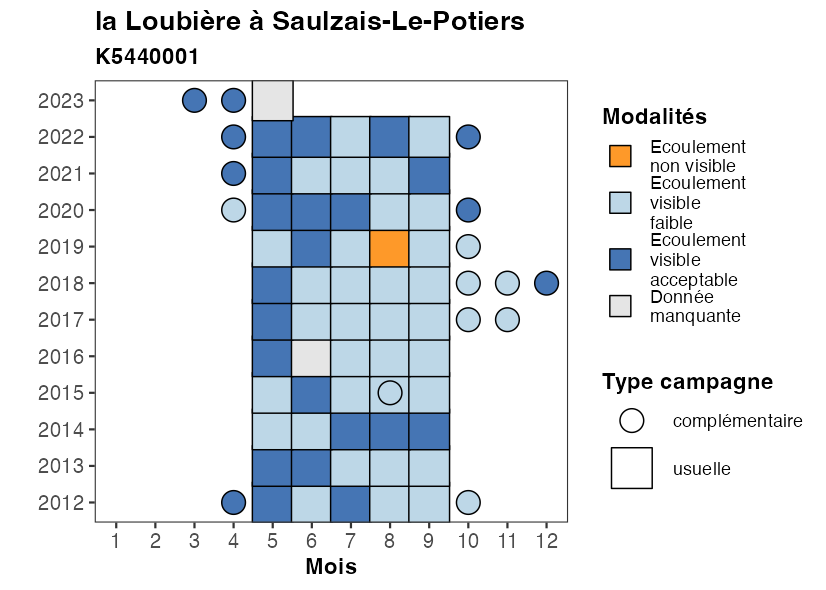 la Loubière à Saulzais-Le-Potiers
K5440001
2023
2022
2021
2020
2019
2018
2017
2016
2015
2014
2013
2012
1 2 3 4 5 6 7 8 9 10 11 12
Mois
Modalités
Ecoulement
non visible
Ecoulement
visible
faible
Ecoulement
visible
acceptable
Donnée
manquante
Type campagne
complémentaire
usuelle